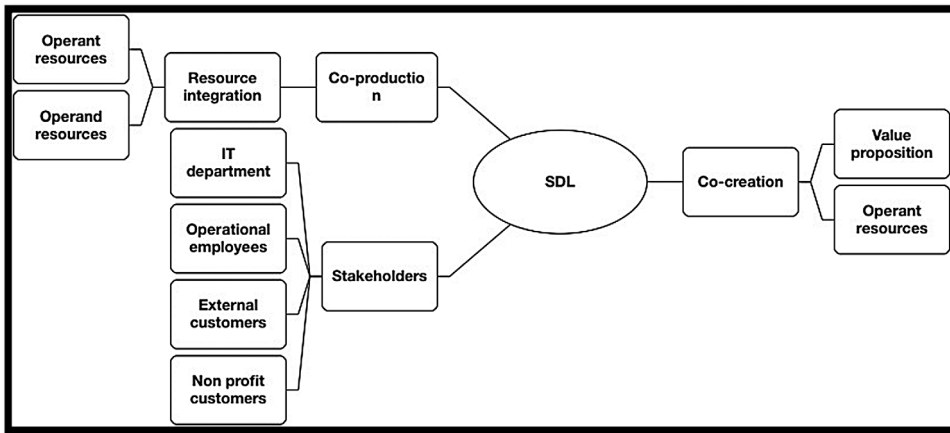 Operant
resources
Operand
resources
Resource
integration
Co-productio
n
IT
department
Operational
employees
External
customers
Non profit
customers
Stakeholders
SDL
Co-creation
Value
proposition
Operant
resources